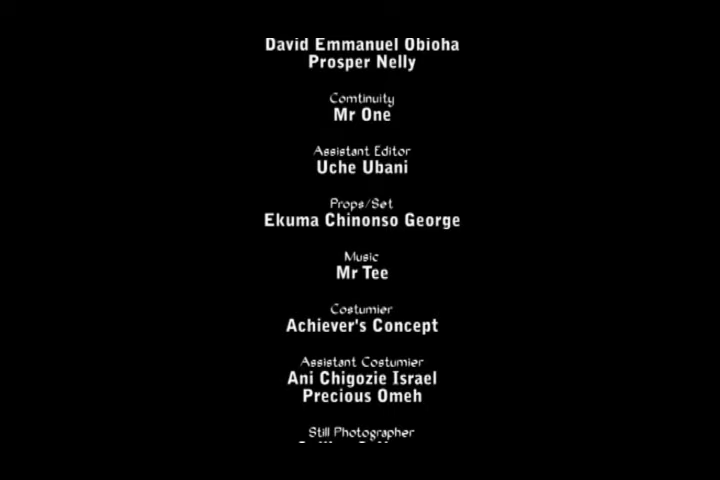 David Emmanuel Obioha
Prosper Nelly
Comtinuity
Mr One
Assistant Editor
Uche Ubani
Props/Set
Ekuma Chinonso George
Music
Mr Tee
Costumier
Achiever's Concept
Assistant Costumier
Ani Chigozie Israel
Precious Omeh
Still Photographer